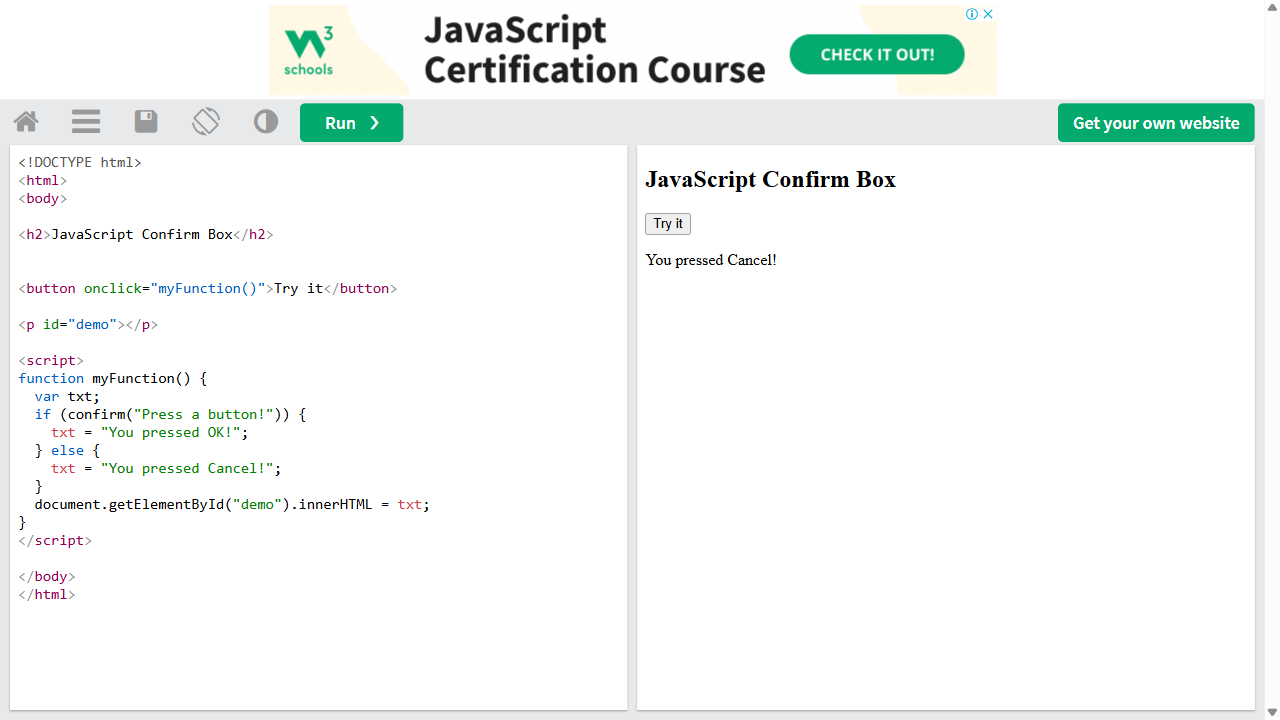 3
schools
JavaScript
Certification Course
CHECK IT OUT!
Run ❯
Get your own website
<!DOCTYPE html>
<html>
<body>
<h2>JavaScript Confirm Box</h2>
<button onclick="myFunction()">Try it</button>
<p id="demo"></p>
<script>
function myFunction() {
  var txt;
  if (confirm("Press a button!")) {
    txt = "You pressed OK!";
  } else {
    txt = "You pressed Cancel!";
  }
  document.getElementById("demo").innerHTML = txt;
}
</script>
</body>
</html>
JavaScript Confirm Box
Try it
You pressed Cancel!